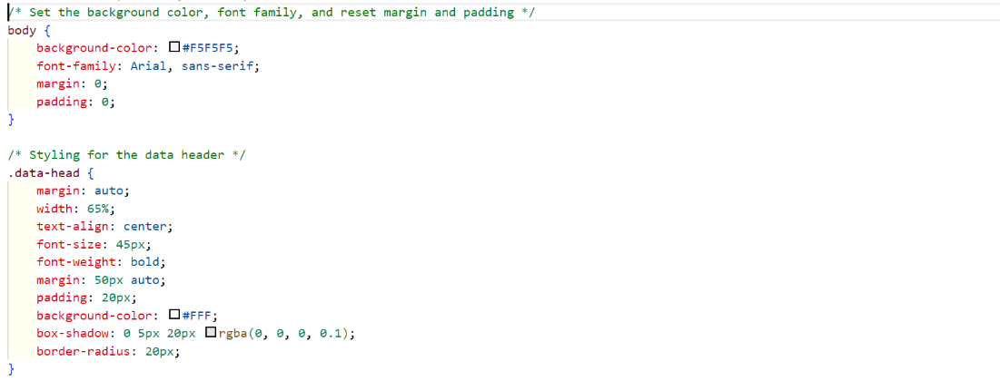 /* Set the background color, font family, and reset margin and padding */
body {
    background-color: #F5F5F5;
    font-family: Arial, sans-serif;
    margin: 0;
    padding: 0;
}

/* Styling for the data header */
.data-head {
    margin: auto;
    width: 65%;
    text-align: center;
    font-size: 45px;
    font-weight: bold;
    margin: 50px auto;
    padding: 20px;
    background-color: #FFF;
    box-shadow: 0 5px 20px rgba(0, 0, 0, 0.1);
    border-radius: 20px;
}